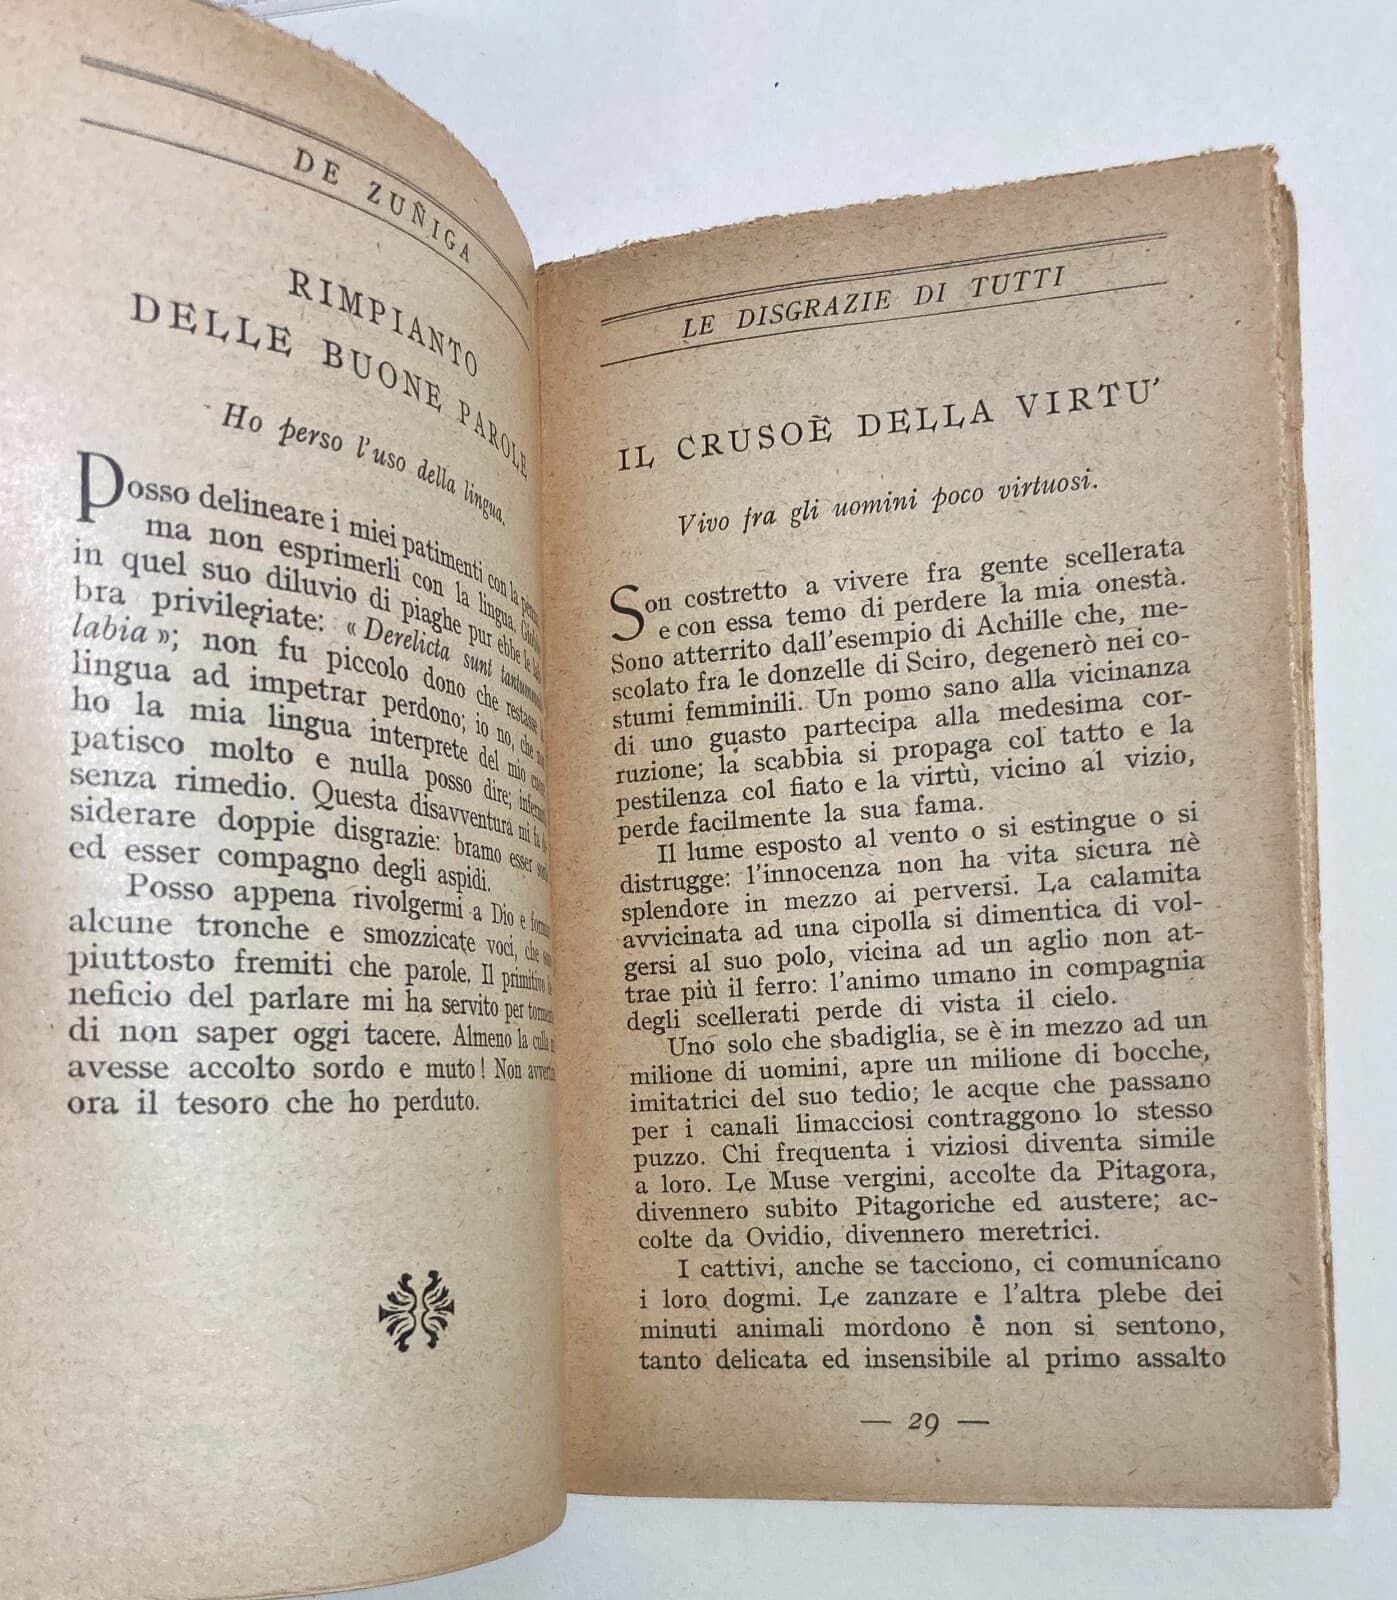 DE ZUÑIGA
RIMPIANTO
DELLE BUONE PAROLE
Ho perso l'uso della lingua.
Posso delineare i miei patimenti con la penna
ma non esprimerli con la lingua.
in quel suo diluvio di piaghe pur ebbe le
bra privilegiate: « Derelicta sunt tantummodo
labia »; non fu piccolo dono che restasse
lingua ad impetrar perdono; io no, che non
ho la mia lingua interprete del mio cuore
patisco molto e nulla posso dire; infermo
senza rimedio. Questa disavventura mi fa de-
siderare doppie disgrazie: bramo esser sordo
ed esser compagno degli aspidi.
Posso appena rivolgermi a Dio e formar
alcune tronche e smozzicate voci, che son
piuttosto fremiti che parole. Il primitivo be-
neficio del parlare mi ha servito per tormento
di non saper oggi tacere. Almeno la culla m'
avesse accolto sordo e muto! Non avvertirei
ora il tesoro che ho perduto.
LE DISGRAZIE DI TUTTI
IL CRUSOÈ DELLA VIRTU'
Vivo fra gli uomini poco virtuosi.
Son costretto a vivere fra gente scellerata
e con essa temo di perdere la mia onestà.
Sono atterrito dall'esempio di Achille che, me-
scolato fra le donzelle di Sciro, degenerò nei co-
stumi femminili. Un pomo sano alla vicinanza
di uno guasto partecipa alla medesima cor-
ruzione; la scabbia si propaga col tatto e la
pestilenza col fiato e la virtù, vicino al vizio,
perde facilmente la sua fama.
Il lume esposto al vento o si estingue o si
distrugge: l'innocenza non ha vita sicura nè
splendore in mezzo ai perversi. La calamita
avvicinata ad una cipolla si dimentica di vol-
gersi al suo polo, vicina ad un aglio non at-
trae più il ferro: l'animo umano in compagnia
degli scellerati perde di vista il cielo.
Uno solo che sbadiglia, se è in mezzo ad un
milione di uomini, apre un milione di bocche,
imitatrici del suo tedio; le acque che passano
per i canali limacciosi contraggono lo stesso
puzzo. Chi frequenta i viziosi diventa simile
a loro. Le Muse vergini, accolte da Pitagora,
divennero subito Pitagoriche ed austere; ac-
colte da Ovidio, divennero meretrici.
I cattivi, anche se tacciono, ci comunicano
i loro dogmi. Le zanzare e l'altra plebe dei
minuti animali mordono è non si sentono,
tanto delicata ed insensibile al primo assalto
— 29 —